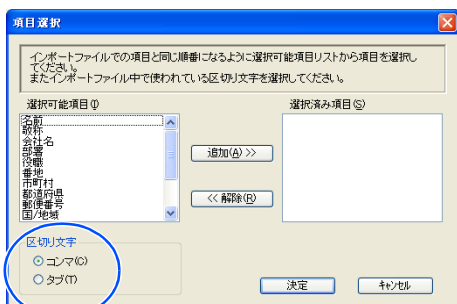 項目選択
インポートファイルでの項目と同じ順番になるように選択可能項目リストから項目を選択し
てください。
またインポートファイル中で使われている区切り文字を選択してください。
選択可能項目(I)
選択済み項目(S)
名前
敬称
会社名
部署
役職
番地
市町村
都道府県
郵便番号
国/地域
追加(A) >>
<< 解除(R)
区切り文字
コンマ(C)
タブ(T)
決定
キャンセル